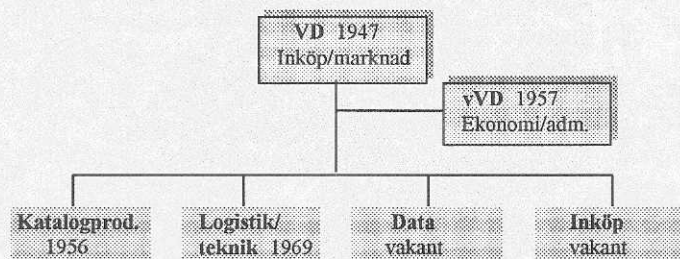 VD 1947
Inköp/marknad
vVD 1957
Ekonomi/adm.
Katalogprod.
1956
Logistik/
teknik 1969
Data
vakant
Inköp
vakant